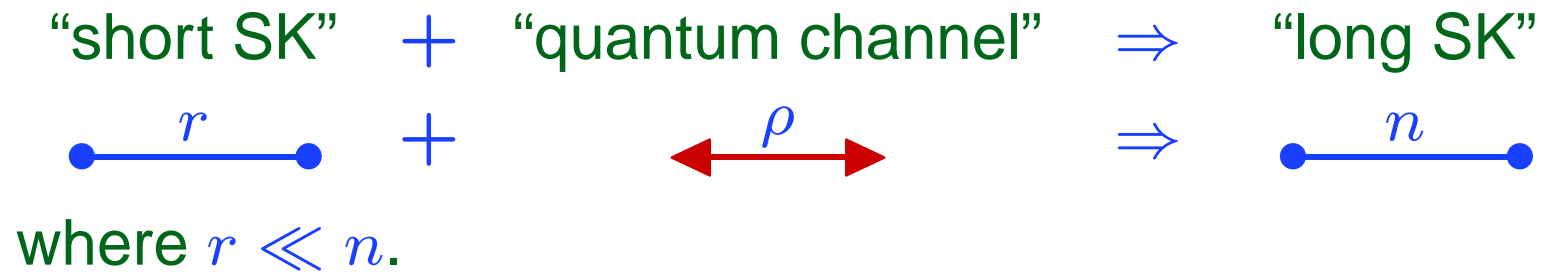 “short SK” + “quantum channel” ⇒ “long SK”
r + ρ ⇒ n
where r ≪ n.